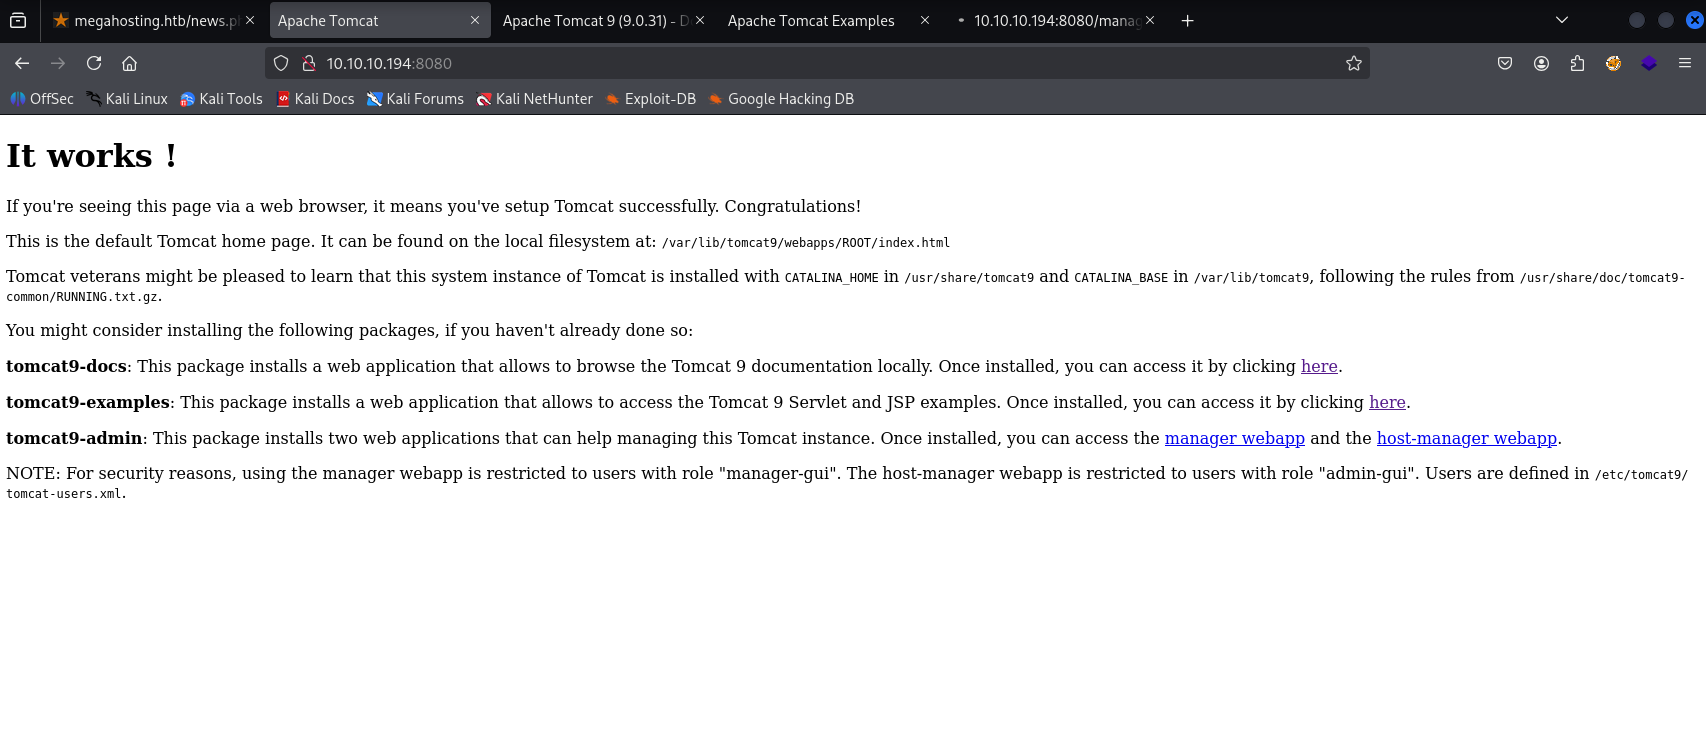 megahosting.htb/news.p
Apache Tomcat
Apache Tomcat 9 (9.0.31) - D
Apache Tomcat Examples
10.10.10.194:8080/manag
10.10.10.194:8080
OffSec
Kali Linux
Kali Tools
Kali Docs
Kali Forums
Kali NetHunter
Exploit-DB
Google Hacking DB
It works !
If you're seeing this page via a web browser, it means you've setup Tomcat successfully. Congratulations!
This is the default Tomcat home page. It can be found on the local filesystem at: /var/lib/tomcat9/webapps/ROOT/index.html
Tomcat veterans might be pleased to learn that this system instance of Tomcat is installed with CATALINA_HOME in /usr/share/tomcat9 and CATALINA_BASE in /var/lib/tomcat9, following the rules from /usr/share/doc/tomcat9-
common/RUNNING.txt.gz.
You might consider installing the following packages, if you haven't already done so:
tomcat9-docs: This package installs a web application that allows to browse the Tomcat 9 documentation locally. Once installed, you can access it by clicking here.
tomcat9-examples: This package installs a web application that allows to access the Tomcat 9 Servlet and JSP examples. Once installed, you can access it by clicking here.
tomcat9-admin: This package installs two web applications that can help managing this Tomcat instance. Once installed, you can access the manager webapp and the host-manager webapp.
NOTE: For security reasons, using the manager webapp is restricted to users with role "manager-gui". The host-manager webapp is restricted to users with role "admin-gui". Users are defined in /etc/tomcat9/
tomcat-users.xml.